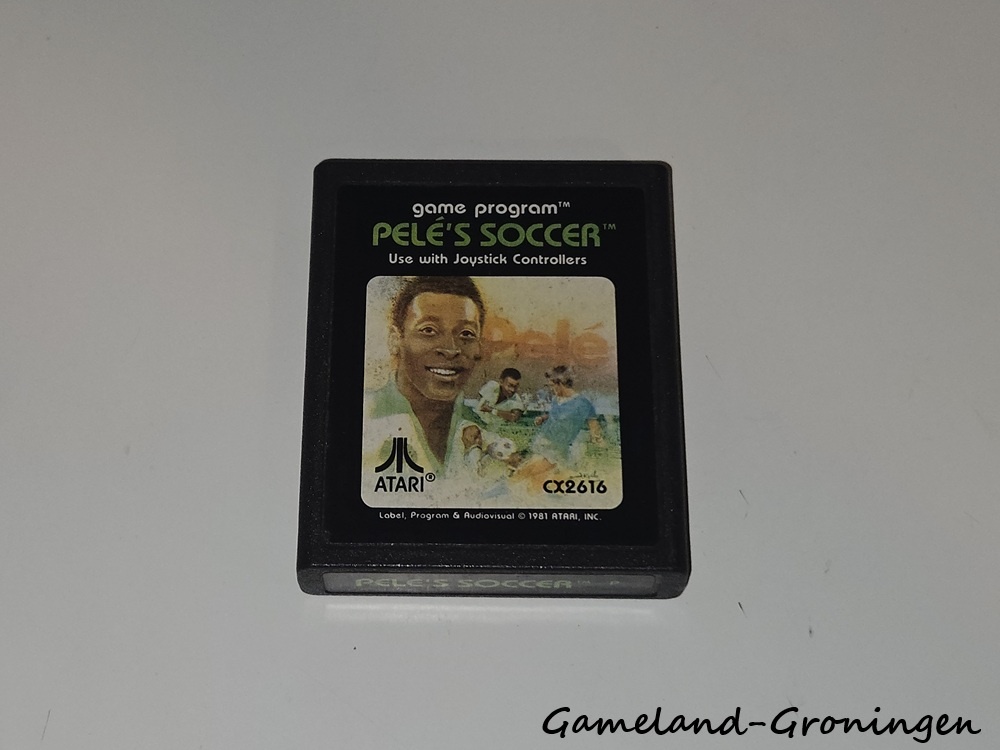 game program™
PELÉ'S SOCCER™
Use with Joystick Controllers
Pelé
ATARI®
CX2616
Label, Program & Audiovisual © 1981 ATARI, INC.
PELÉ'S SOCCER™ P
Gameland-Groningen